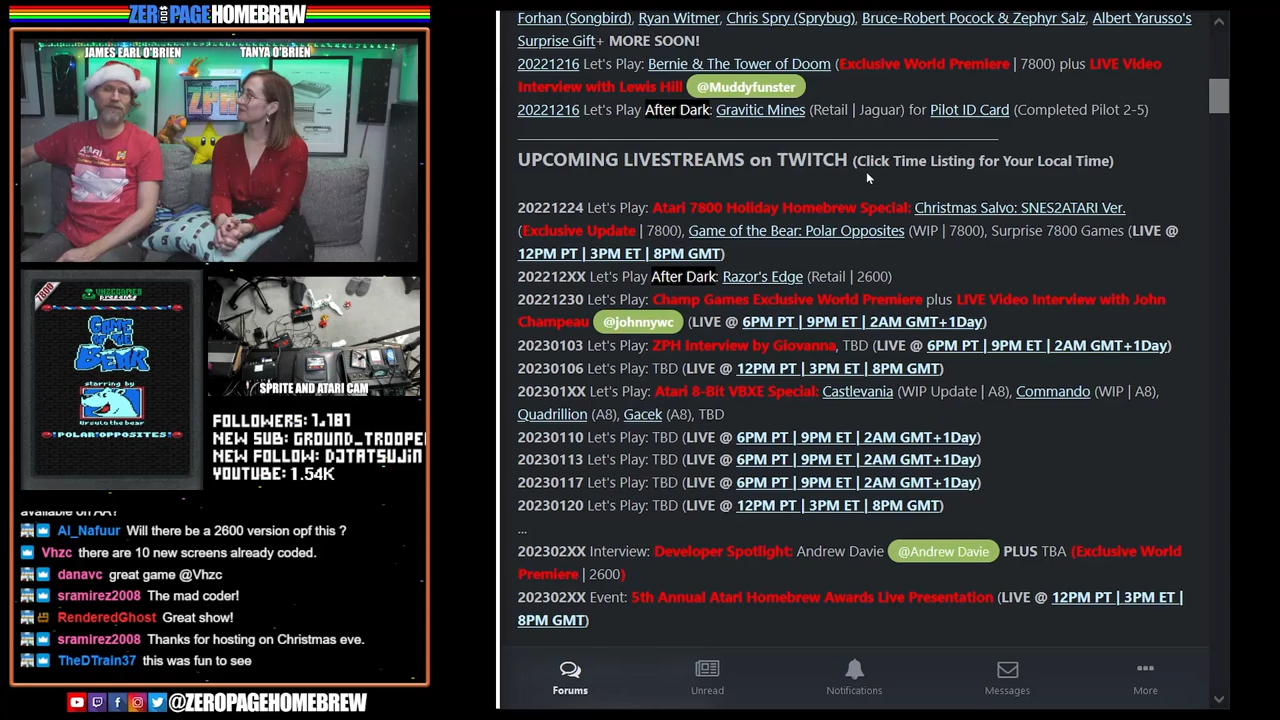 ZERO PAGE HOMEBREW
JAMES EARL O'BRIEN
TANYA O'BRIEN
VHZCGAMES
presents
GAME
OF THE
BEAR
starring by
Ursula the bear
POLAR OPPOSITES
7800
SPRITE AND ATARI CAM
FOLLOWERS: 1,181
NEW SUB: GROUND_TROOPER
NEW FOLLOW: DJTATSUJIN
YOUTUBE: 1.54K
available on AA?
Al_Nafuur Will there be a 2600 version opf this ?
Vhzc there are 10 new screens already coded.
danavc great game @Vhzc
sramirez2008 The mad coder!
RenderedGhost Great show!
sramirez2008 Thanks for hosting on Christmas eve.
TheDTrain37 this was fun to see
@ZEROPAGEHOMEBREW
Forhan (Songbird), Ryan Witmer, Chris Spry (Sprybug), Bruce-Robert Pocock & Zephyr Salz, Albert Yarusso's
Surprise Gift+ MORE SOON!
20221216 Let's Play: Bernie & The Tower of Doom (Exclusive World Premiere | 7800) plus LIVE Video
Interview with Lewis Hill @Muddyfunster
20221216 Let's Play After Dark: Gravitic Mines (Retail | Jaguar) for Pilot ID Card (Completed Pilot 2-5)
UPCOMING LIVESTREAMS on TWITCH (Click Time Listing for Your Local Time)
20221224 Let's Play: Atari 7800 Holiday Homebrew Special: Christmas Salvo: SNES2ATARI Ver.
(Exclusive Update | 7800), Game of the Bear: Polar Opposites (WIP | 7800), Surprise 7800 Games (LIVE @
12PM PT | 3PM ET | 8PM GMT)
202212XX Let's Play After Dark: Razor's Edge (Retail | 2600)
20221230 Let's Play: Champ Games Exclusive World Premiere plus LIVE Video Interview with John
Champeau @johnnywc (LIVE @ 6PM PT | 9PM ET | 2AM GMT+1Day)
20230103 Let's Play: ZPH Interview by Giovanna, TBD (LIVE @ 6PM PT | 9PM ET | 2AM GMT+1Day)
20230106 Let's Play: TBD (LIVE @ 12PM PT | 3PM ET | 8PM GMT)
202301XX Let's Play: Atari 8-Bit VBXE Special: Castlevania (WIP Update | A8), Commando (WIP | A8),
Quadrillion (A8), Gacek (A8), TBD
20230110 Let's Play: TBD (LIVE @ 6PM PT | 9PM ET | 2AM GMT+1Day)
20230113 Let's Play: TBD (LIVE @ 6PM PT | 9PM ET | 2AM GMT+1Day)
20230117 Let's Play: TBD (LIVE @ 6PM PT | 9PM ET | 2AM GMT+1Day)
20230120 Let's Play: TBD (LIVE @ 12PM PT | 3PM ET | 8PM GMT)
...
202302XX Interview: Developer Spotlight: Andrew Davie @Andrew Davie PLUS TBA (Exclusive World
Premiere | 2600)
202302XX Event: 5th Annual Atari Homebrew Awards Live Presentation (LIVE @ 12PM PT | 3PM ET |
8PM GMT)
Forums
Unread
Notifications
Messages
More